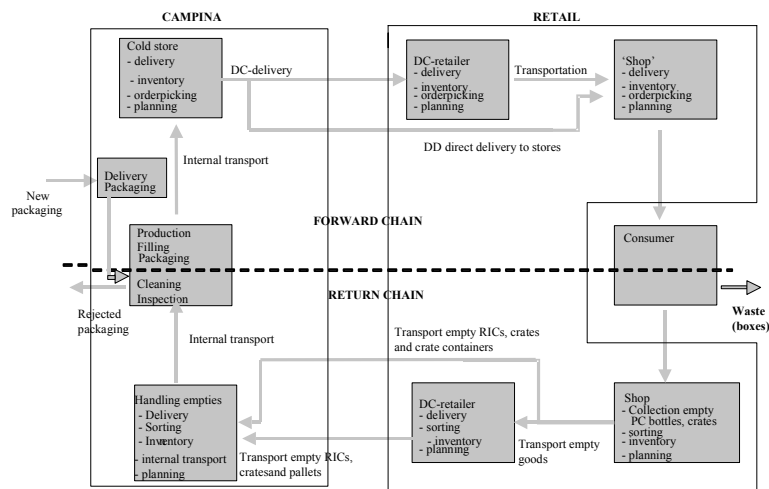 CAMPINA
RETAIL
Cold store
- delivery
- inventory
- orderpicking
- planning
DC-delivery
DC-retailer
- delivery
- inventory
- orderpicking
- planning
Transportation
‘Shop’
- delivery
- inventory
- orderpicking
- planning
DD direct delivery to stores
Internal transport
Delivery
Packaging
New
packaging
FORWARD CHAIN
Production
Filling
Packaging
Cleaning
Inspection
Consumer
RETURN CHAIN
Rejected
packaging
Waste
(boxes)
Internal transport
Transport empty RICs, crates
and crate containers
Handling empties
- Delivery
- Sorting
- Inventory
- internal transport
- planning
Transport empty RICs,
cratesand pallets
DC-retailer
- delivery
- sorting
- inventory
- planning
Transport empty
goods
Shop
- Collection empty
PC bottles, crates
- sorting
- inventory
- planning